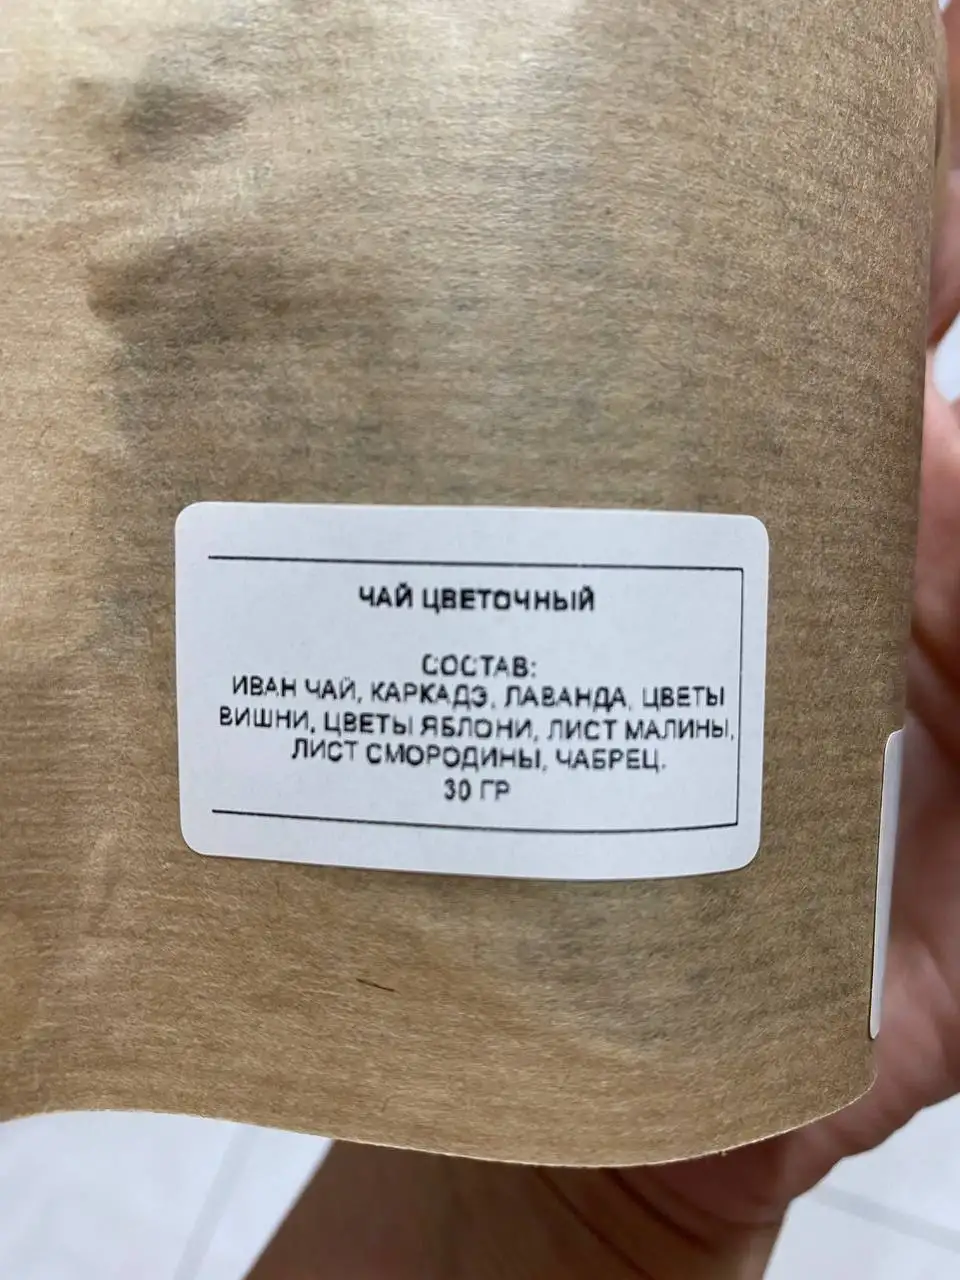 ЧАЙ ЦВЕТОЧНЫЙ
СОСТАВ:
ИВАН ЧАЙ, КАРКАДЭ, ЛАВАНДА, ЦВЕТЫ
ВИШНИ, ЦВЕТЫ ЯБЛОНИ, ЛИСТ МАЛИНЫ,
ЛИСТ СМОРОДИНЫ, ЧАБРЕЦ.
30 ГР